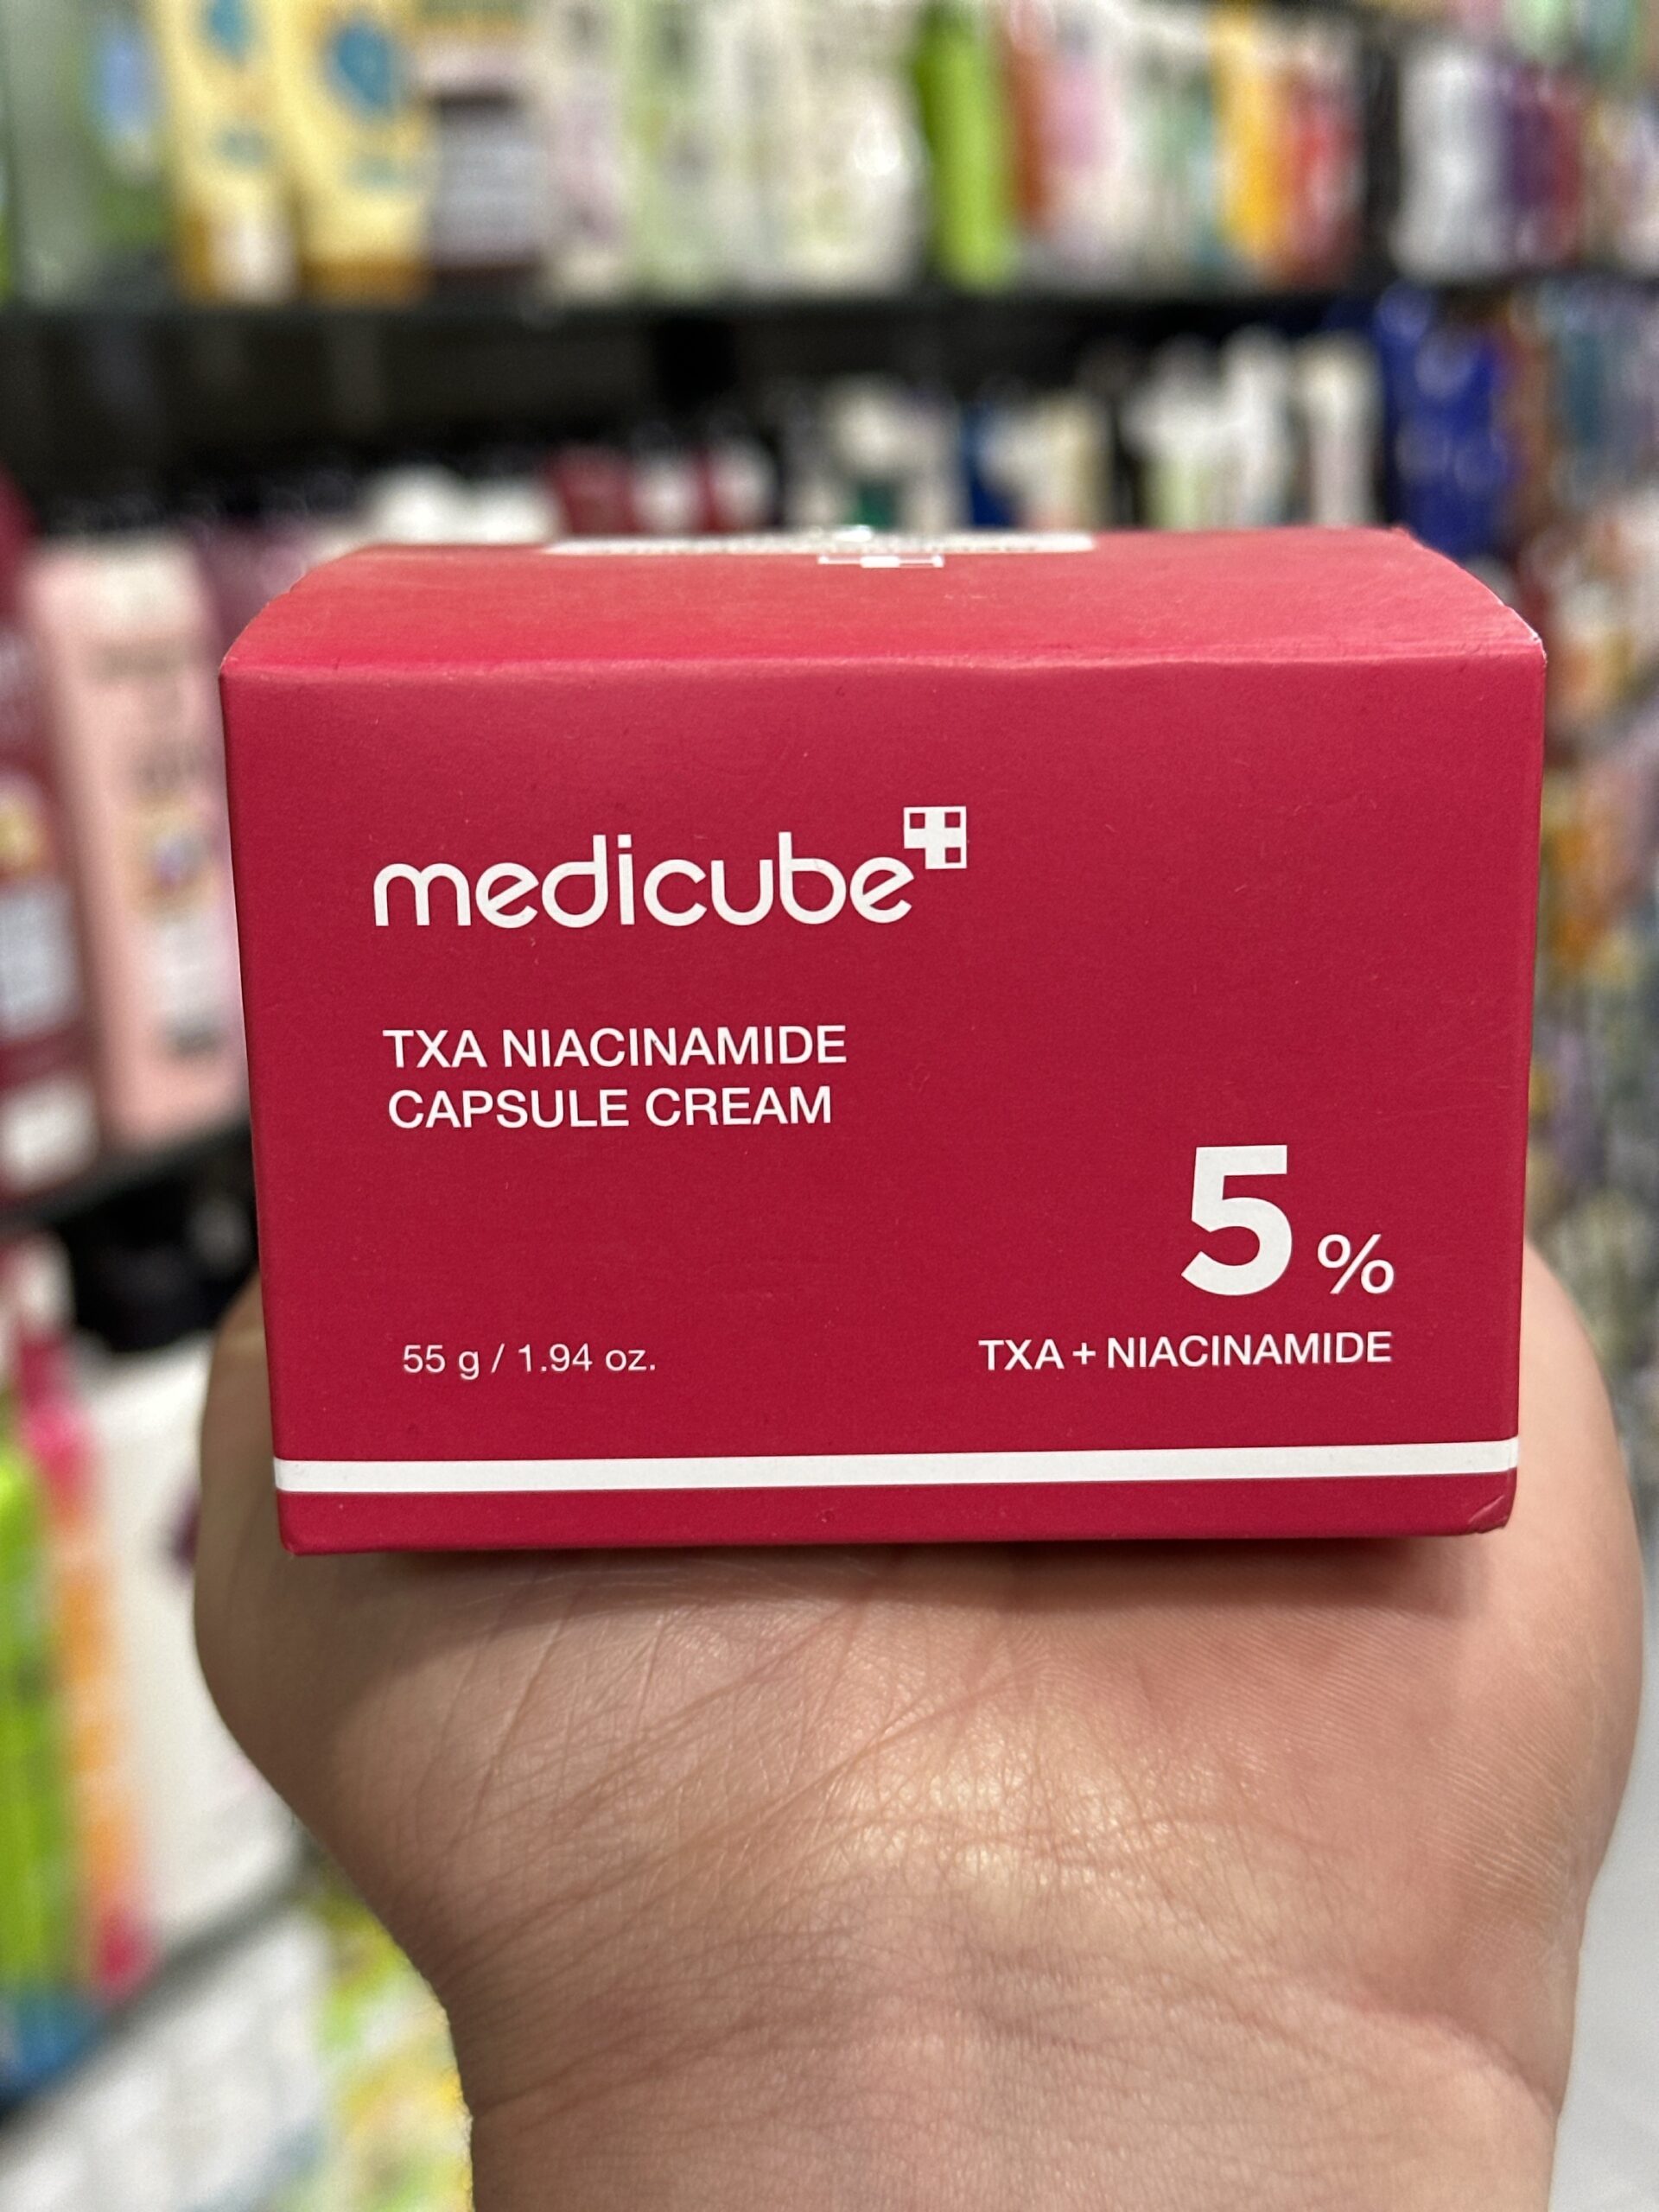 medicube
TXA NIACINAMIDE
CAPSULE CREAM
5 %
55 g / 1.94 oz.
TXA + NIACINAMIDE